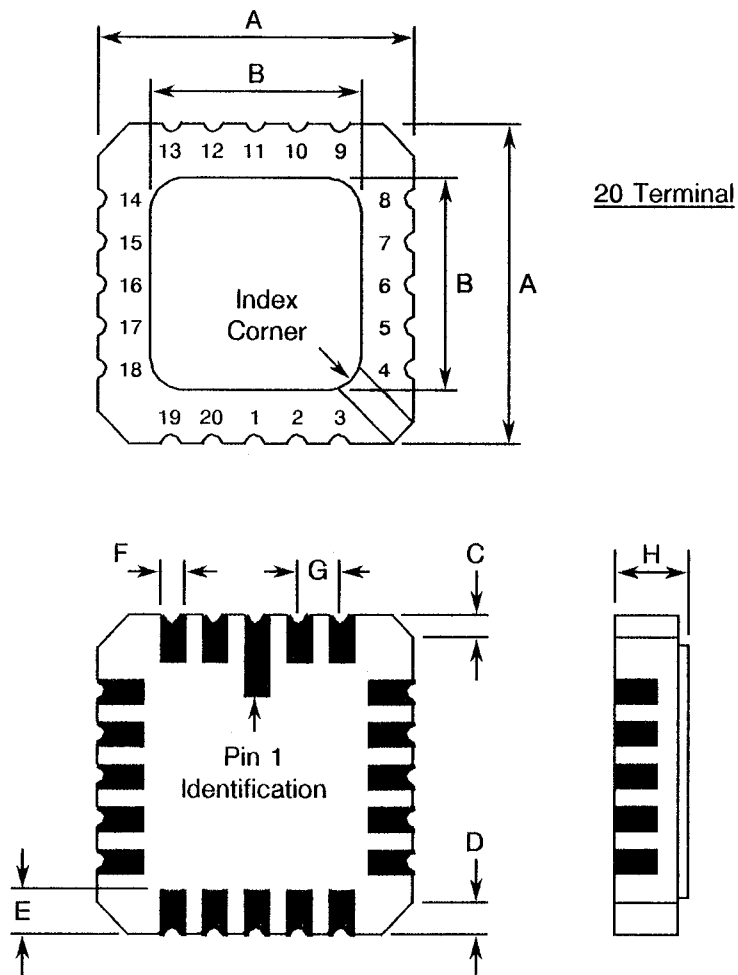 A
B
13 12 11 10 9
14 8
20 Terminal
15 7
16 6
B A
Index
Corner
17 5
18 4
19 20 1 2 3
F G C H
Pin 1
Identification
D
E